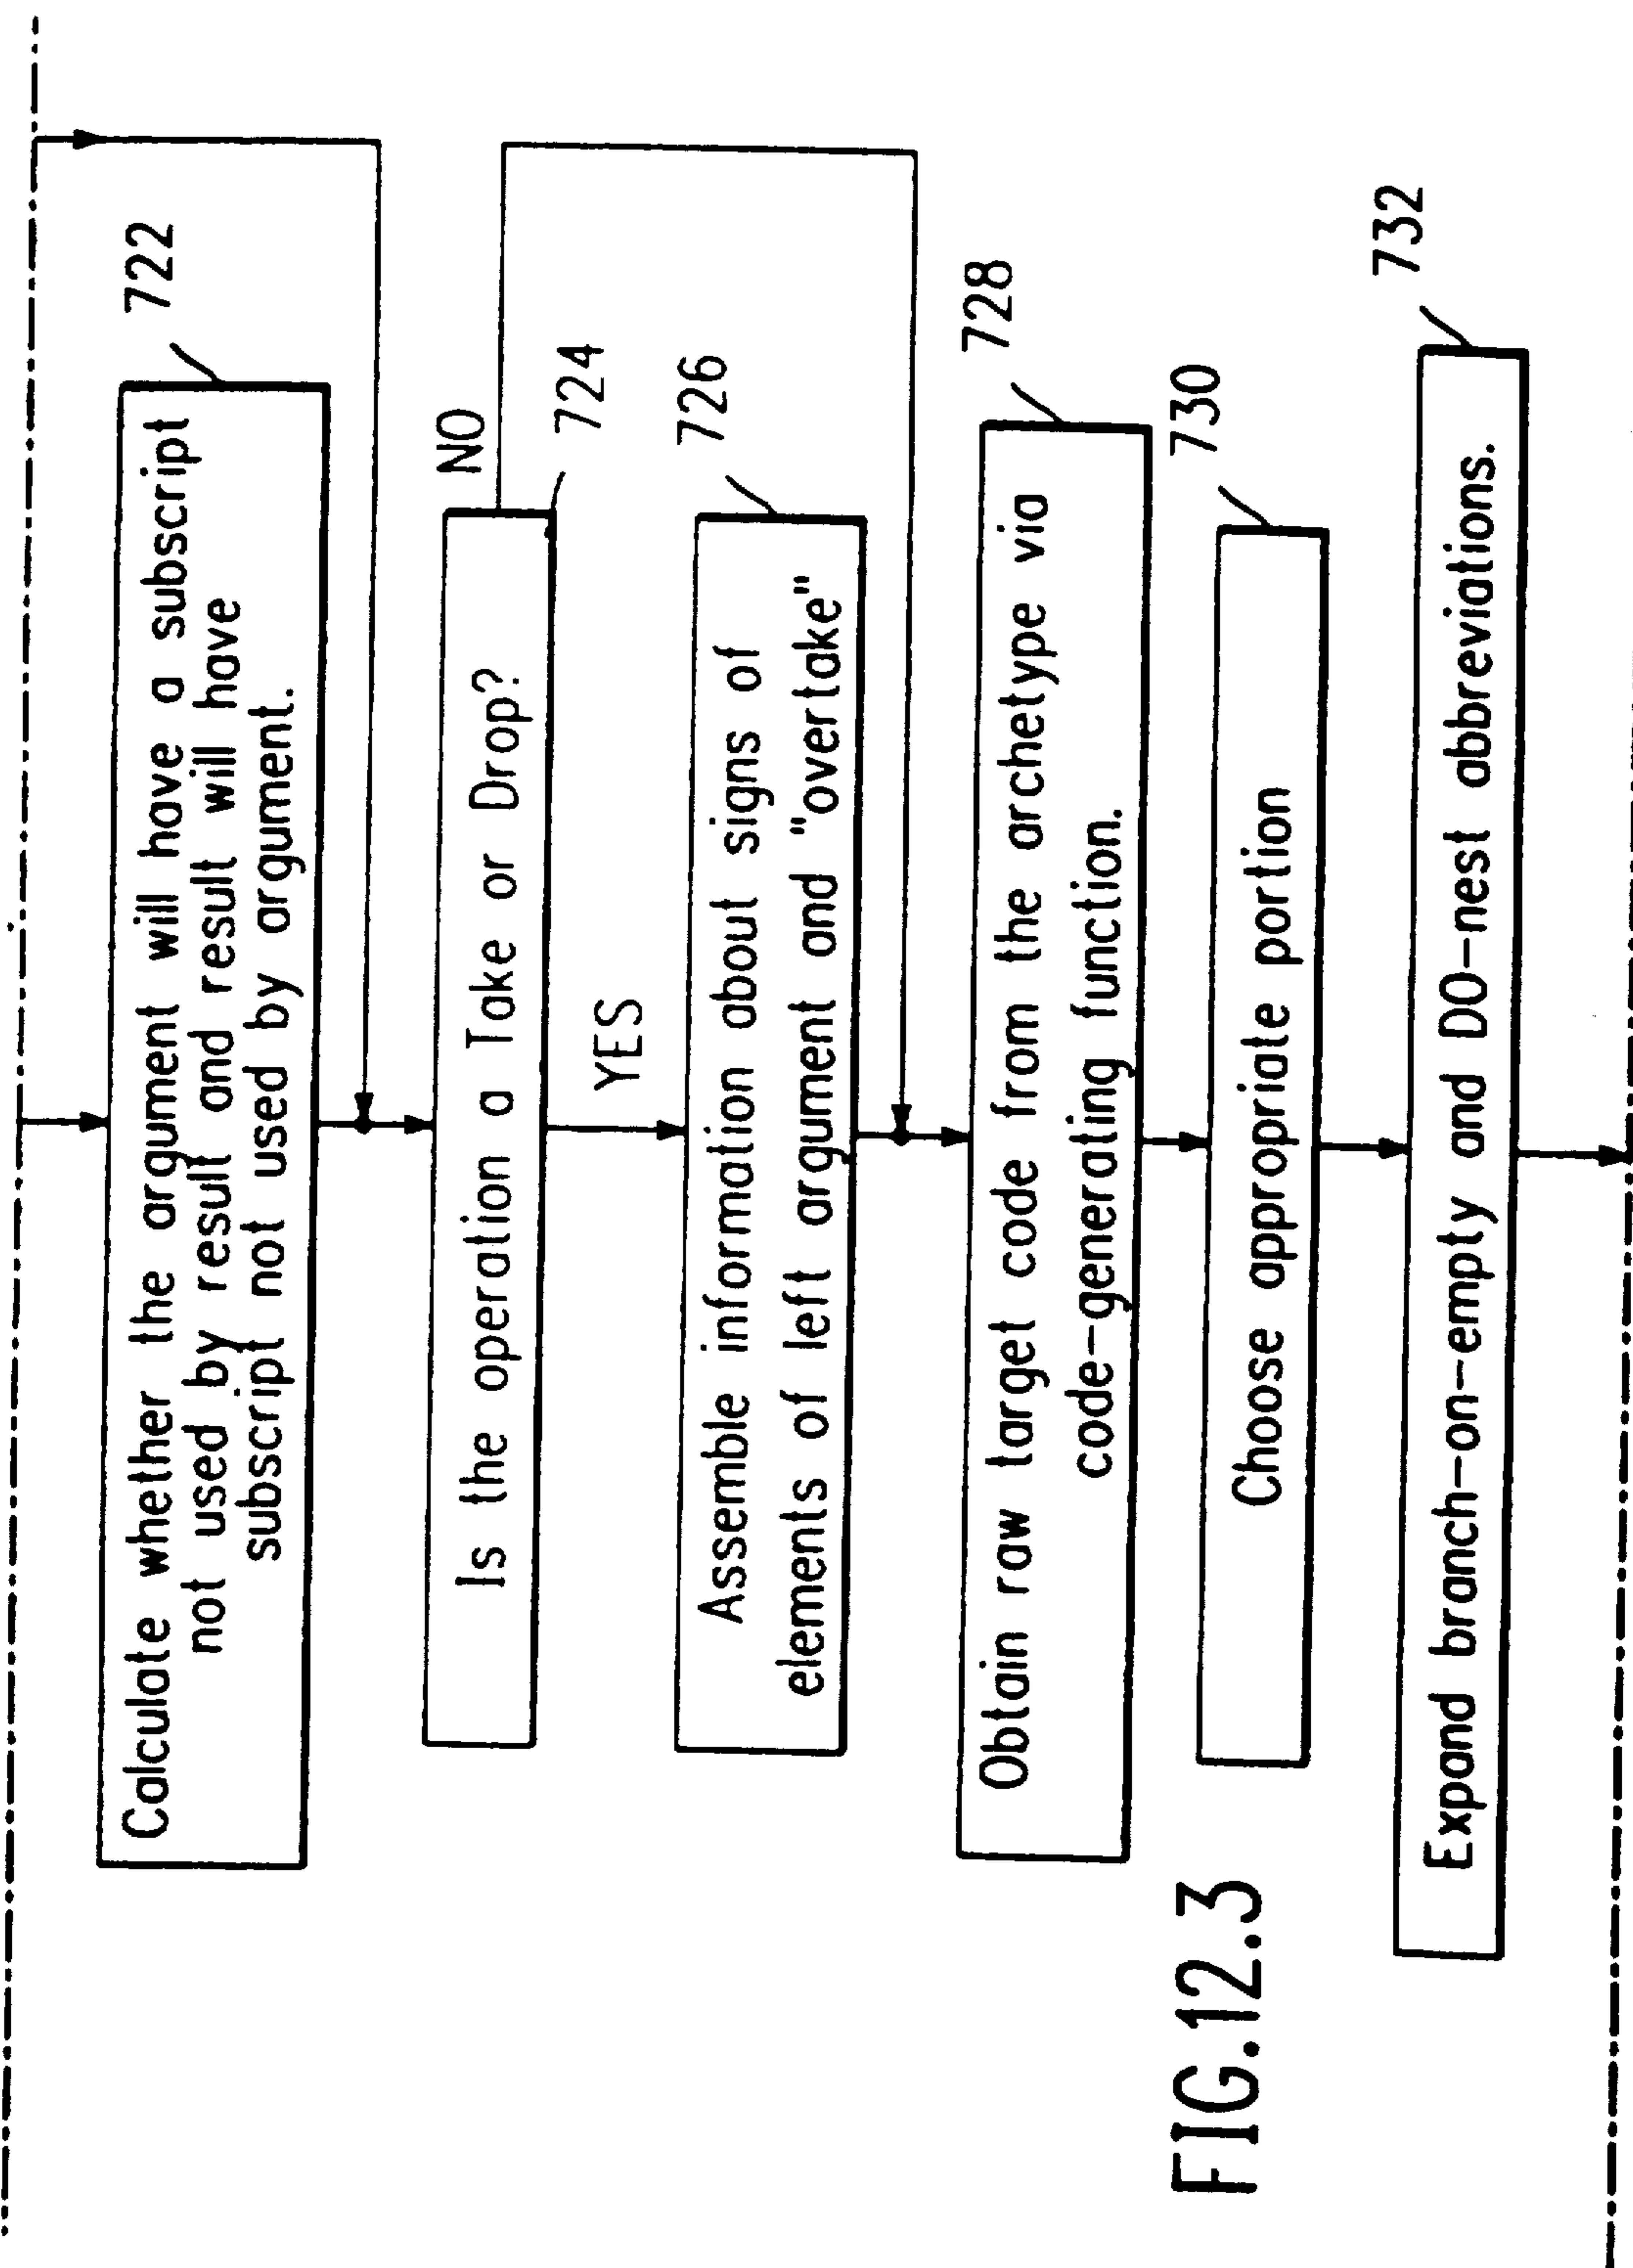 722
Calculate whether the argument will have a subscript
not used by result and result will have
subscript not used by argument.
NO
724
Is the operation a Take or Drop?
YES
726
Assemble information about signs of
elements of left argument and "overtake"
728
Obtain raw target code from the archetype via
code-generating function.
730
Choose appropriate portion
732
Expand branch-on-empty and DO-nest abbreviations.
FIG.12.3